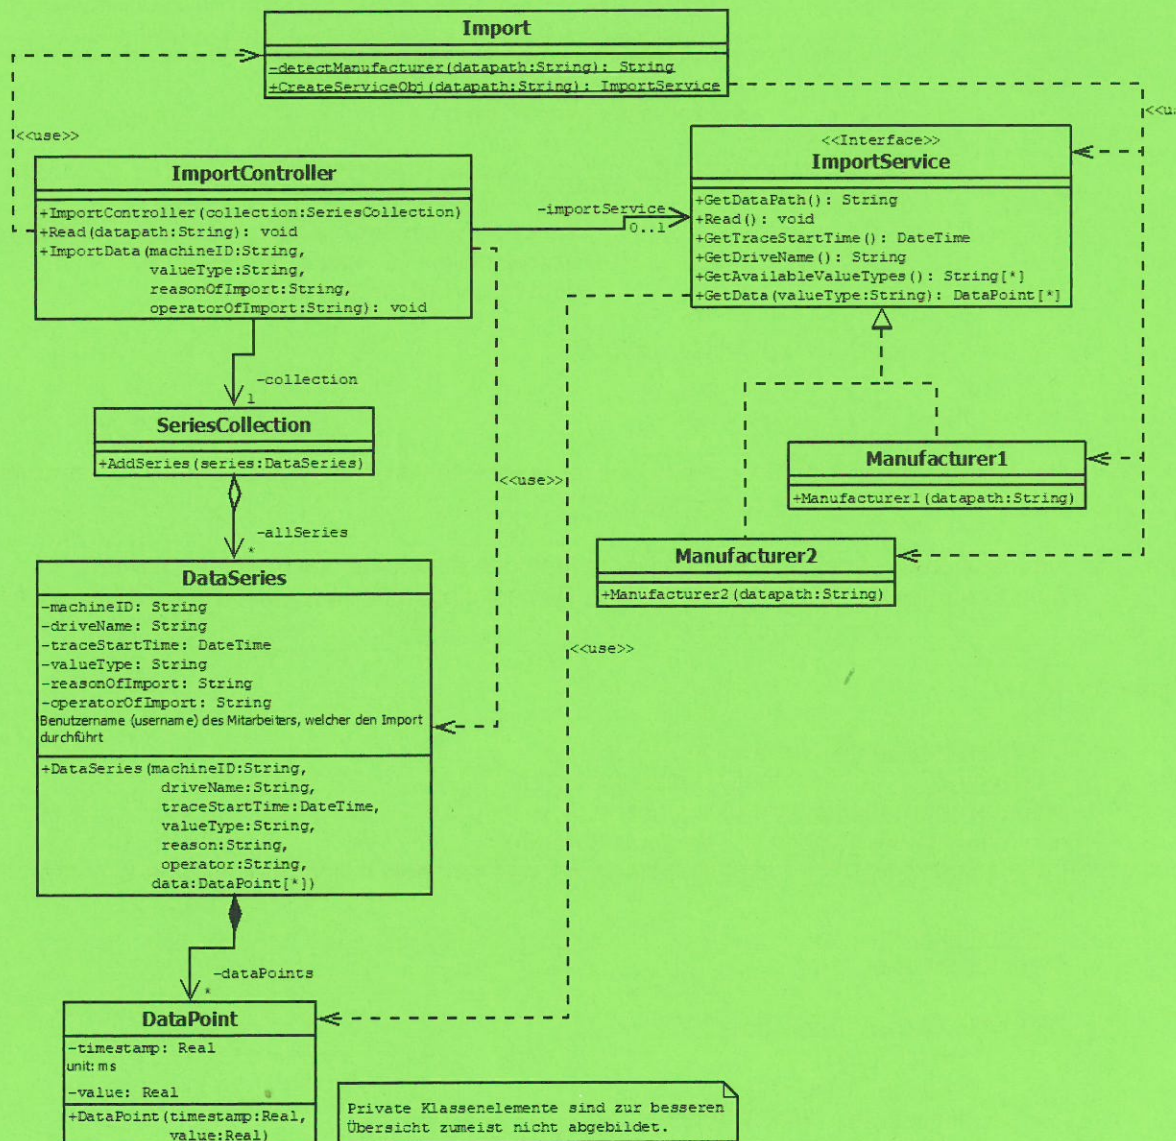 Import
-detectManufacturer(datapath:String): String
+CreateServiceObj(datapath:String): ImportService
<<use>>
<<u
ImportController
+ImportController(collection:SeriesCollection)
+Read(datapath:String): void
+ImportData(machineID:String,
valueType:String,
reasonOfImport:String,
operatorOfImport:String): void
-importService
0..1
<<Interface>>
ImportService
+GetDataPath(): String
+Read(): void
+GetTraceStartTime(): DateTime
+GetDriveName(): String
+GetAvailableValueTypes(): String[*]
+GetData(valueType:String): DataPoint[*]
-collection
1
SeriesCollection
+AddSeries(series:DataSeries)
<<use>>
Manufacturer1
+Manufacturer1(datapath:String)
-allSeries
*
Manufacturer2
+Manufacturer2(datapath:String)
DataSeries
-machineID: String
-driveName: String
-traceStartTime: DateTime
-valueType: String
-reasonOfImport: String
-operatorOfImport: String
Benutzername (username) des Mitarbeiters, welcher den Import
durchführt
+DataSeries(machineID:String,
driveName:String,
traceStartTime:DateTime,
valueType:String,
reason:String,
operator:String,
data:DataPoint[*])
<<use>>
-dataPoints
*
DataPoint
-timestamp: Real
unit: ms
-value: Real
+DataPoint(timestamp:Real,
value:Real)
Private Klassenelemente sind zur besseren
Übersicht zumeist nicht abgebildet.